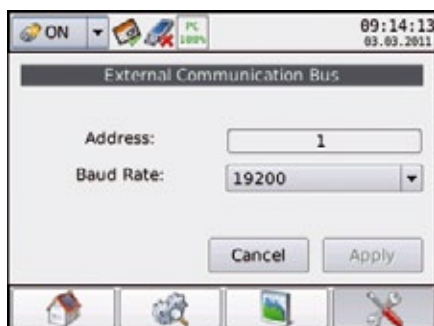 ON
PC
100%
09:14:13
03.03.2011
External Communication Bus
Address:
1
Baud Rate:
19200
Cancel
Apply